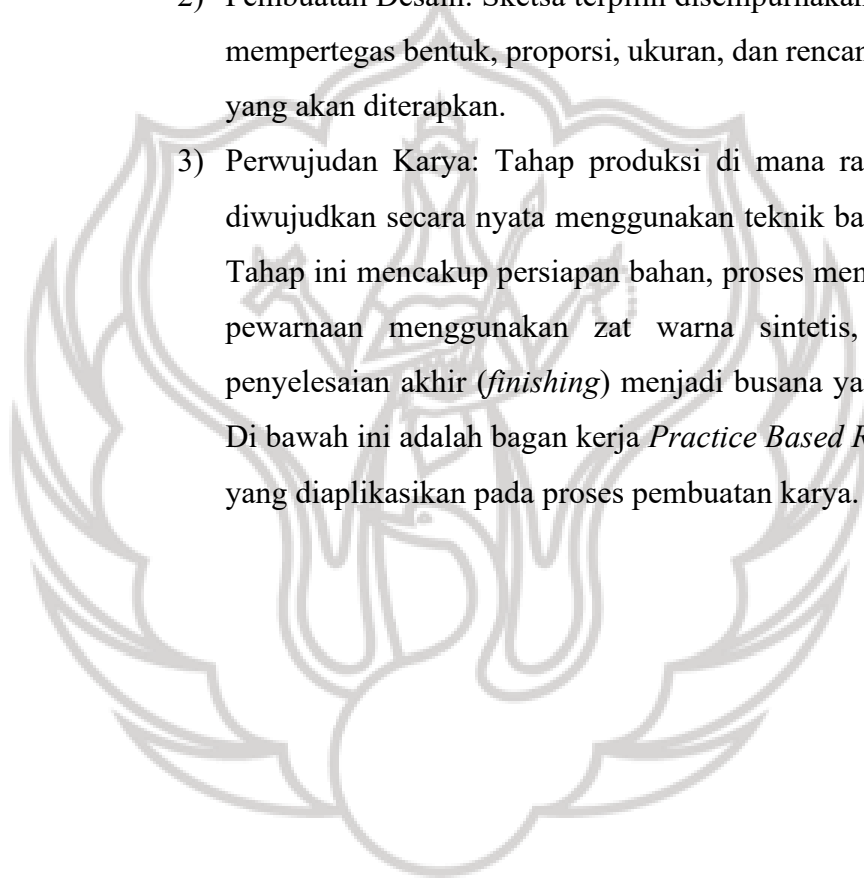 2) Pembuatan Desain: Sketsa terpilih disempurnakan
mempertegas bentuk, proporsi, ukuran, dan rencan
yang akan diterapkan.
3) Perwujudan Karya: Tahap produksi di mana ra
diwujudkan secara nyata menggunakan teknik ba
Tahap ini mencakup persiapan bahan, proses men
pewarnaan menggunakan zat warna sintetis,
penyelesaian akhir (finishing) menjadi busana ya
Di bawah ini adalah bagan kerja Practice Based R
yang diaplikasikan pada proses pembuatan karya.